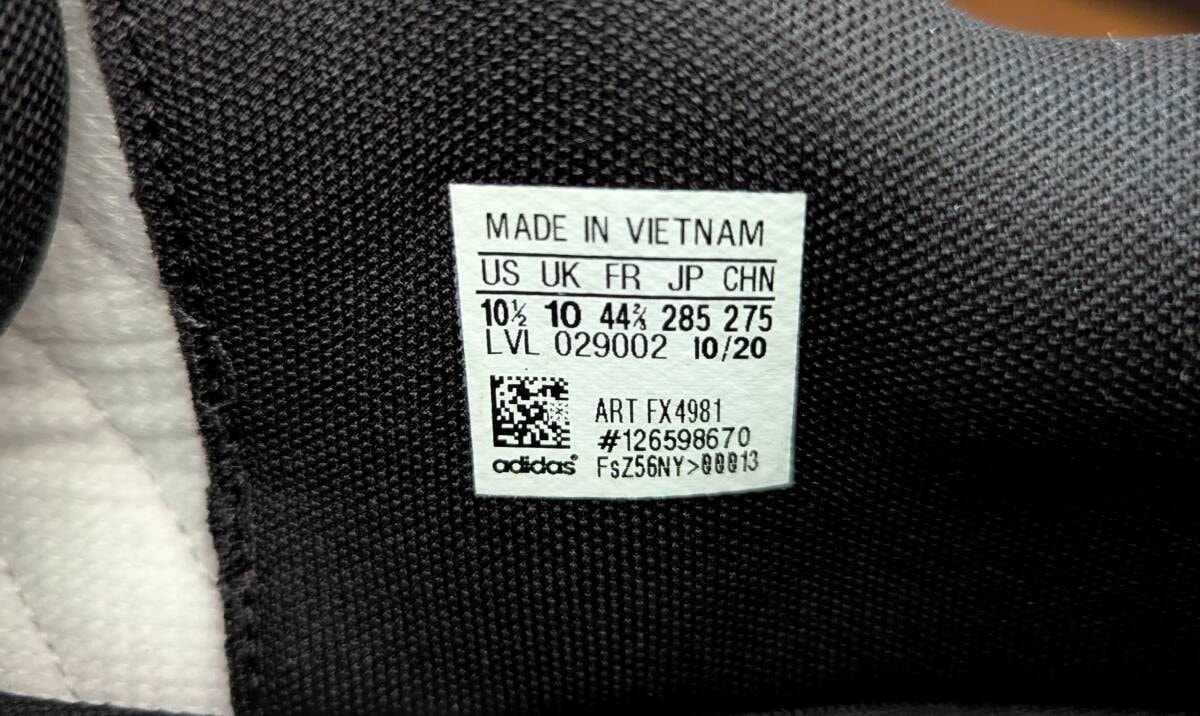 MADE IN VIETNAM
US UK FR JP CHN
10½ 10 44⅔ 285 275
LVL 029002 10/20
ART FX4981
#126598670
adidas® FsZ56NY>00013